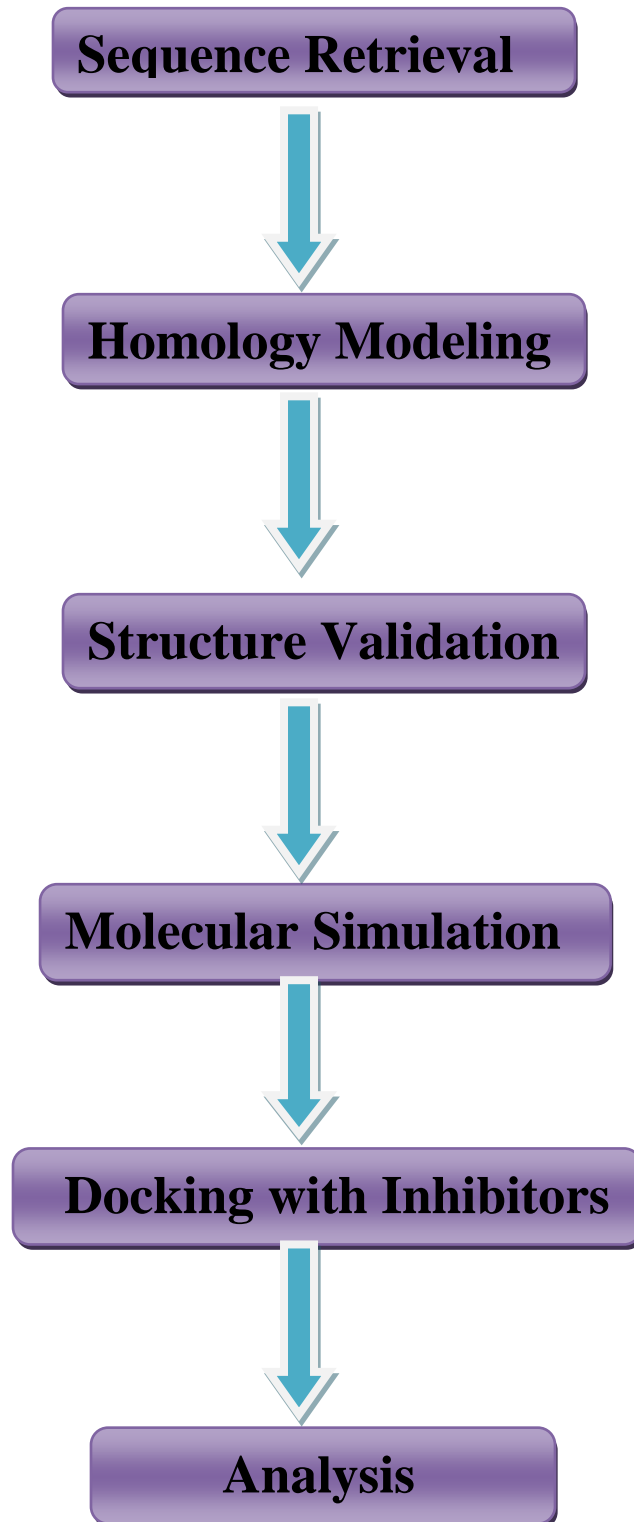 Sequence Retrieval
Homology Modeling
Structure Validation
Molecular Simulation
Docking with Inhibitors
Analysis